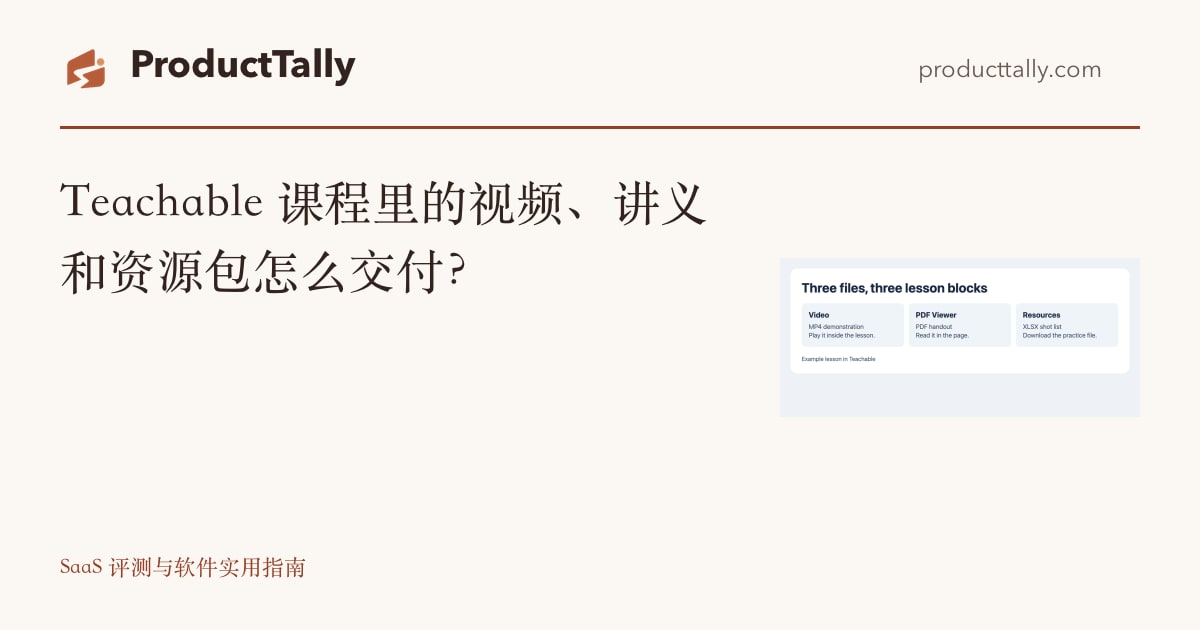 ProductTally
producttally.com
Teachable 课程里的视频、讲义
和资源包怎么交付?
Three files, three lesson blocks
Video
MP4 demonstration
Play it inside the lesson.
PDF Viewer
PDF handout
Read it in the page.
Resources
XLSX shot list
Download the practice file.
Example lesson in Teachable
SaaS 评测与软件实用指南